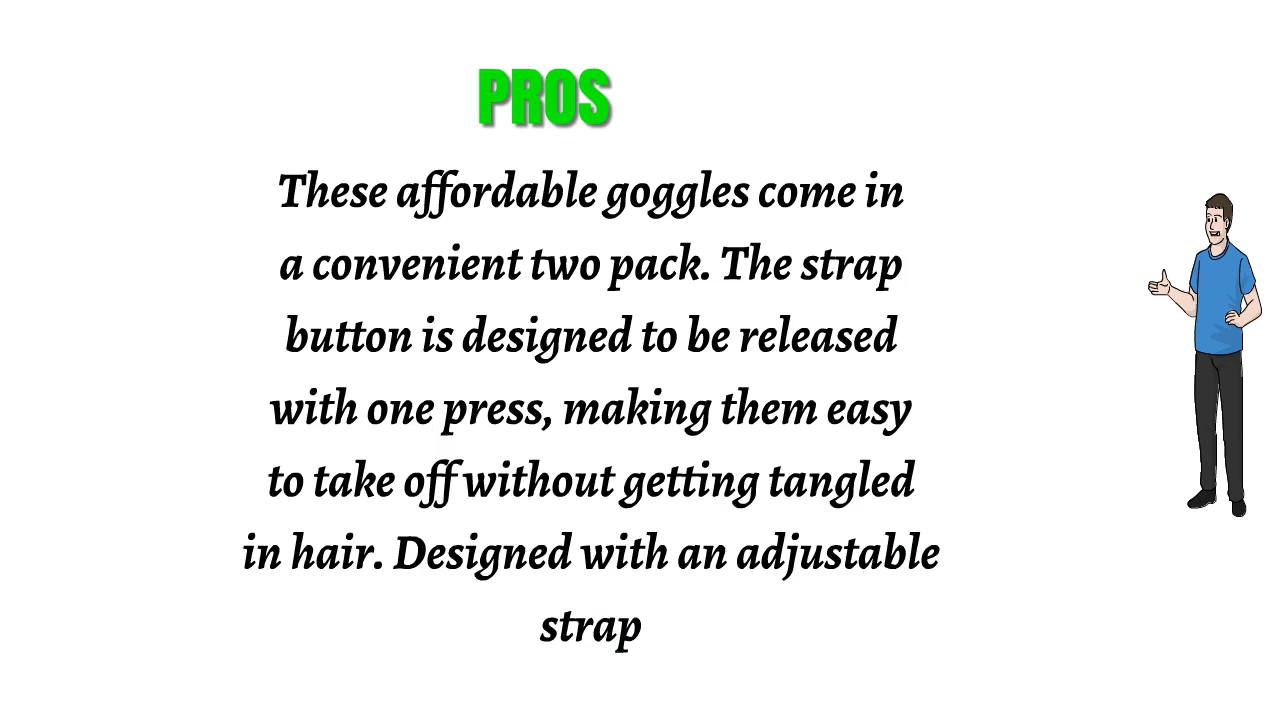 PROS
These affordable goggles come in
a convenient two pack. The strap
button is designed to be released
with one press, making them easy
to take off without getting tangled
in hair. Designed with an adjustable
strap